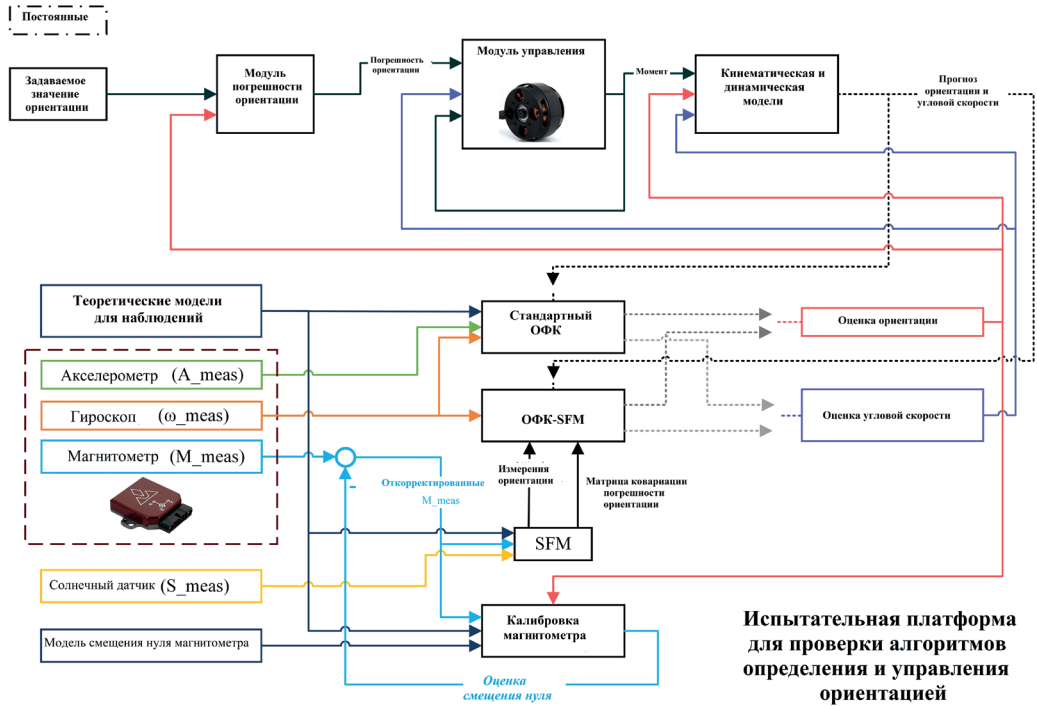 Постоянные
Задаваемое
значение
ориентации
Модуль
погрешности
ориентации
Погрешность
ориентации
Модуль управления
Момент
Кинематическая и
динамическая
модели
Прогноз
ориентации и
угловой скорости
Теоретические модели
для наблюдений
Стандартный
ОФК
Оценка ориентации
Акселерометр (A_meas)
Гироскоп (ω_meas)
ОФК-SFM
Оценка угловой скорости
Магнитометр (M_meas)
-
Откорректированные
M_meas
Измерения
ориентации
Матрица ковариации
погрешности
ориентации
SFM
Солнечный датчик (S_meas)
Калибровка
магнитометра
Модель смещения нуля магнитометра
Оценка
смещения нуля
Испытательная платформа
для проверки алгоритмов
определения и управления
ориентацией